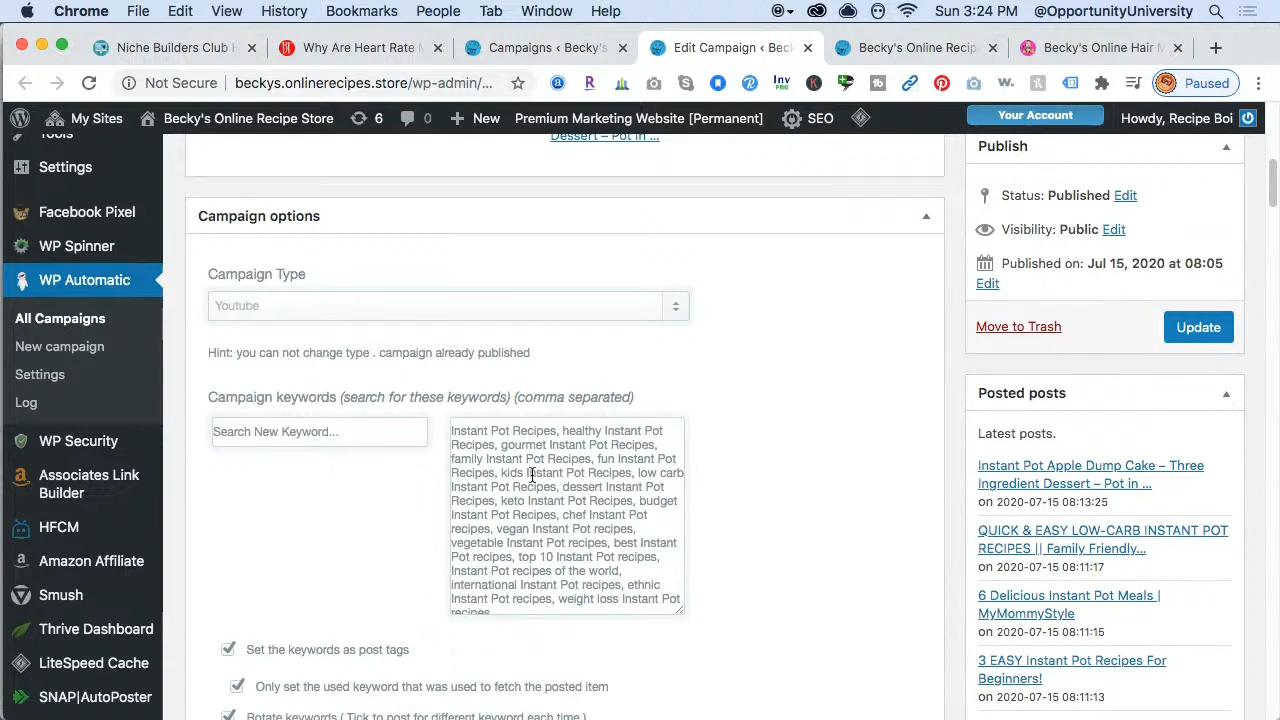 Chrome File Edit View History Bookmarks People Tab Window Help Sun 3:24 PM @OpportunityUniversity
Niche Builders Club H Why Are Heart Rate M Campaigns ‹ Becky's Edit Campaign ‹ Beck Becky's Online Recip Becky's Online Hair M
Not Secure beckys.onlinerecipes.store/wp-admin/... Paused
My Sites Becky's Online Recipe Store 6 0 New Premium Marketing Website [Permanent] SEO Your Account Howdy, Recipe Boi
Tools
Settings
Facebook Pixel
WP Spinner
WP Automatic
All Campaigns
New campaign
Settings
Log
WP Security
Associates Link
Builder
HFCM
Amazon Affiliate
Smush
Thrive Dashboard
LiteSpeed Cache
SNAP|AutoPoster
Dessert – Pot in ...
Campaign options
Campaign Type
Youtube
Hint: you can not change type . campaign already published
Campaign keywords (search for these keywords) (comma separated)
Search New Keyword...
Instant Pot Recipes, healthy Instant Pot
Recipes, gourmet Instant Pot Recipes,
family Instant Pot Recipes, fun Instant Pot
Recipes, kids Instant Pot Recipes, low carb
Instant Pot Recipes, dessert Instant Pot
Recipes, keto Instant Pot Recipes, budget
Instant Pot Recipes, chef Instant Pot
recipes, vegan Instant Pot recipes,
vegetable Instant Pot recipes, best Instant
Pot recipes, top 10 Instant Pot recipes,
Instant Pot recipes of the world,
international Instant Pot recipes, ethnic
Instant Pot recipes, weight loss Instant Pot
recipes
Set the keywords as post tags
Only set the used keyword that was used to fetch the posted item
Rotate keywords ( Tick to post for different keyword each time )
Publish
Status: Published Edit
Visibility: Public Edit
Published on: Jul 15, 2020 at 08:05
Edit
Move to Trash Update
Posted posts
Latest posts.
Instant Pot Apple Dump Cake – Three
Ingredient Dessert – Pot in ...
on 2020-07-15 08:13:25
QUICK & EASY LOW-CARB INSTANT POT
RECIPES || Family Friendly...
on 2020-07-15 08:11:17
6 Delicious Instant Pot Meals |
MyMommyStyle
on 2020-07-15 08:11:15
3 EASY Instant Pot Recipes For
Beginners!
on 2020-07-15 08:11:13